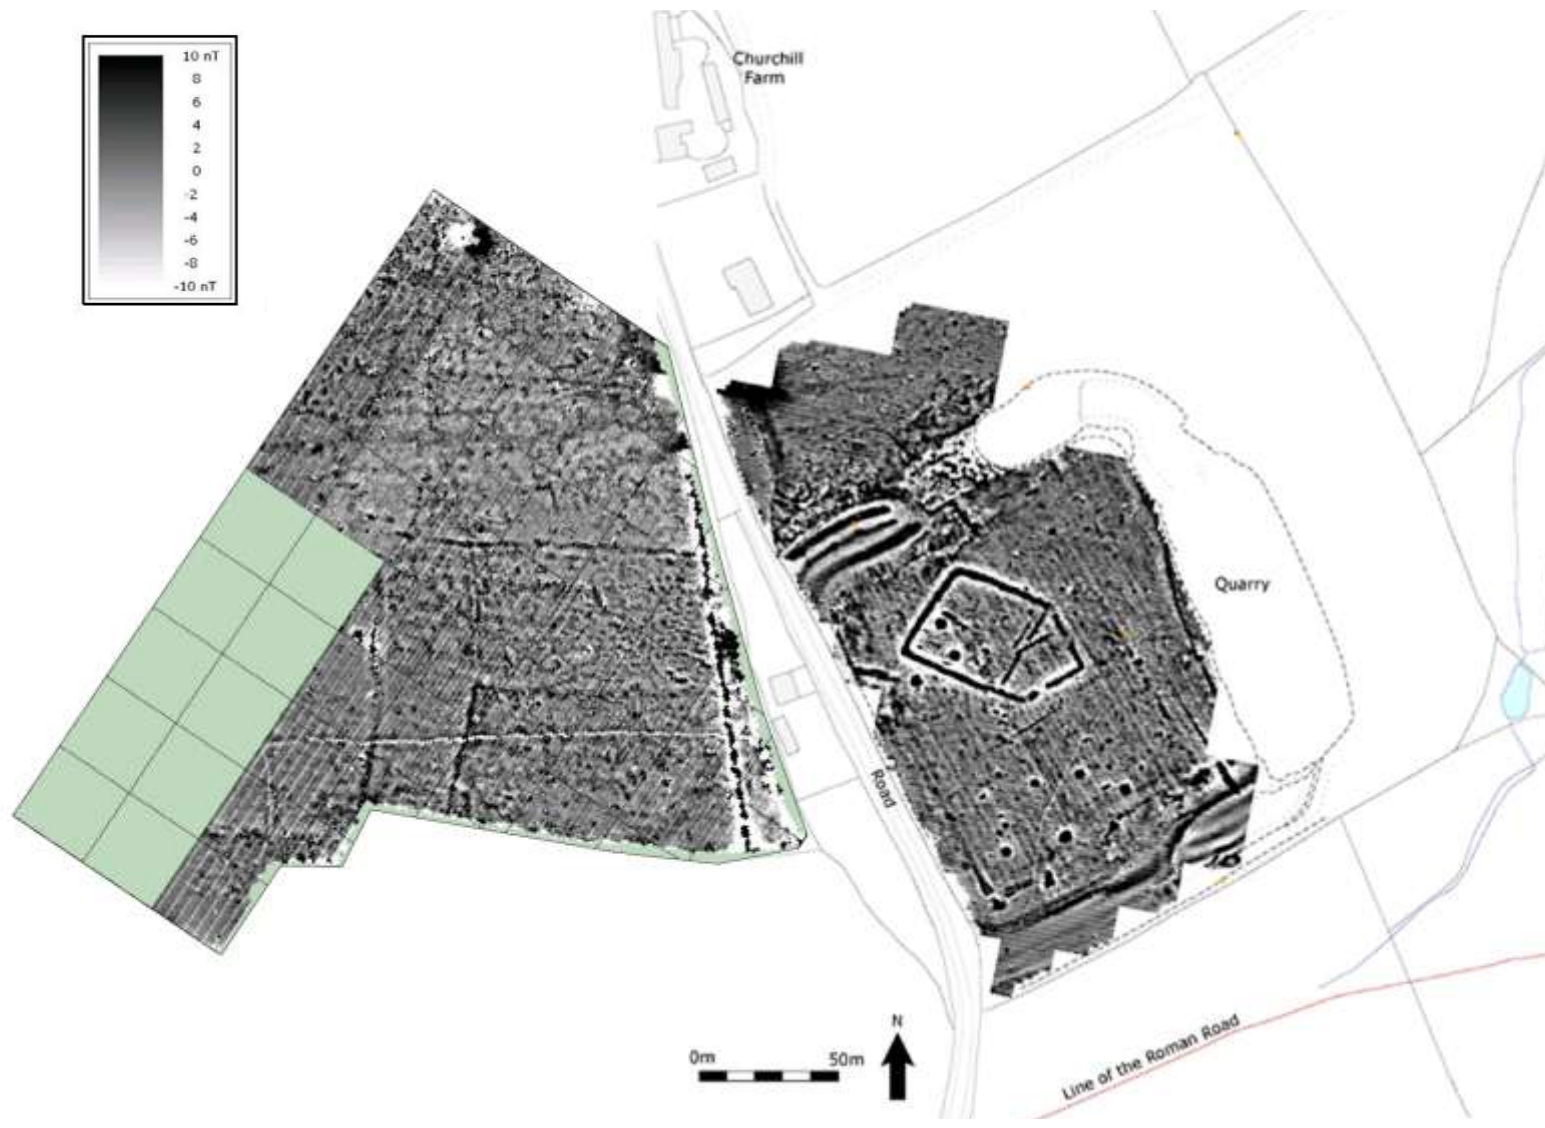 10 nT
8
6
4
2
0
-2
-4
-6
-8
-10 nT
Churchill
Farm
Quarry
Road
N
0m 50m
Line of the Roman Road